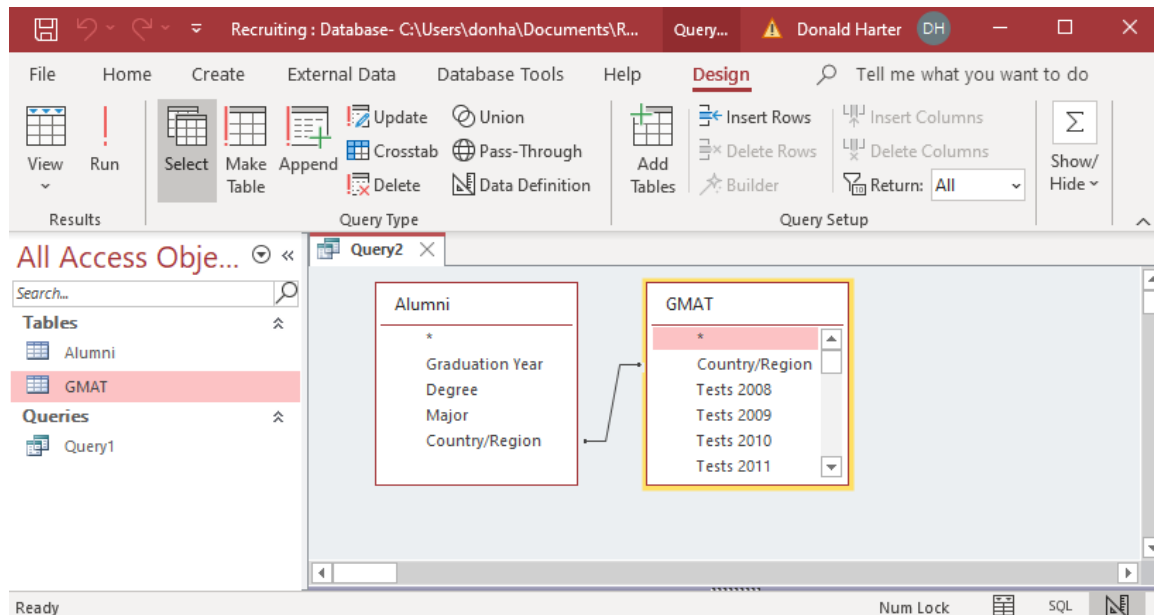 Recruiting : Database- C:\Users\donha\Documents\R... Query... Donald Harter DH
File Home Create External Data Database Tools Help Design Tell me what you want to do
View
Run
Select
Make Table
Append
Update
Crosstab
Delete
Union
Pass-Through
Data Definition
Add Tables
Insert Rows
Delete Rows
Builder
Insert Columns
Delete Columns
10
Return: All
Σ
Show/
Hide
Results Query Type Query Setup
All Access Obje... «
Search...
Tables
Alumni
GMAT
Queries
Query1
Query2
Alumni
*
Graduation Year
Degree
Major
Country/Region
GMAT
*
Country/Region
Tests 2008
Tests 2009
Tests 2010
Tests 2011
Ready Num Lock SQL